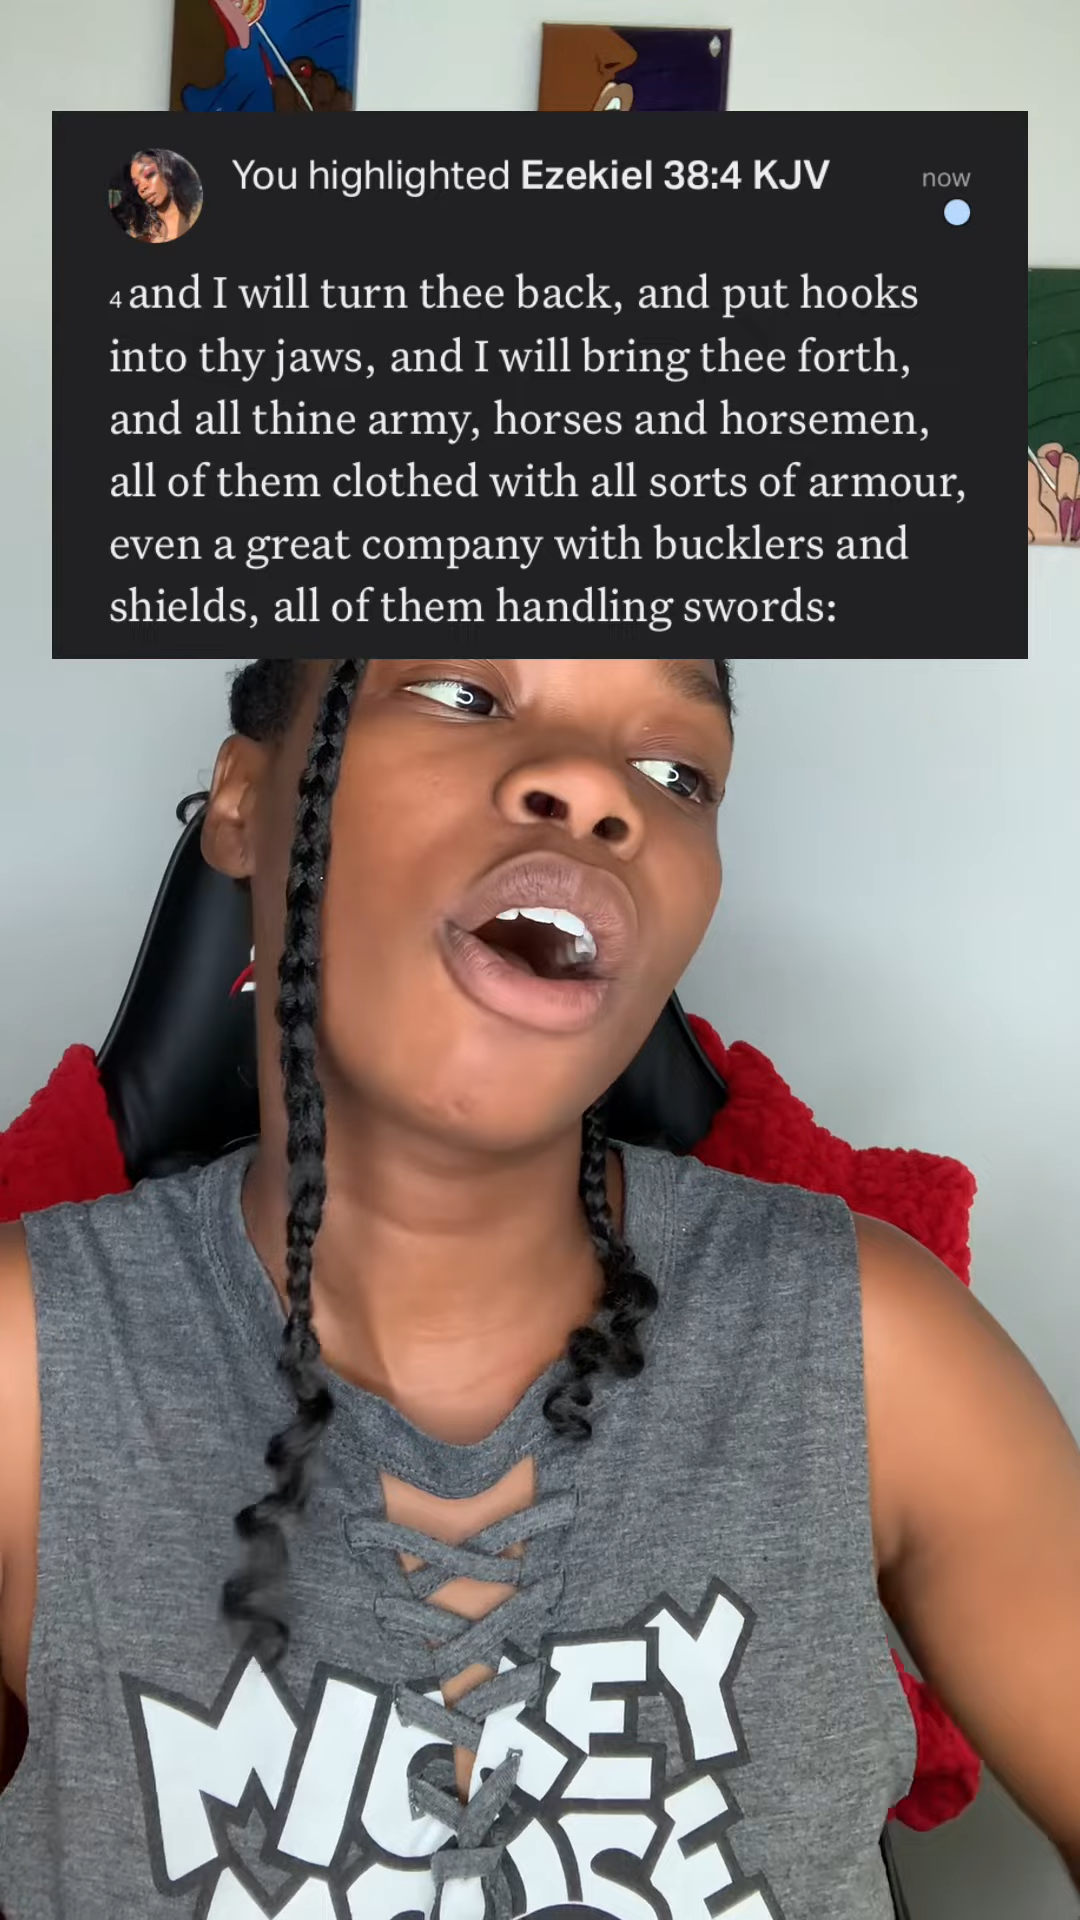 You highlighted Ezekiel 38:4 KJV
now
4 and I will turn thee back, and put hooks
into thy jaws, and I will bring thee forth,
and all thine army, horses and horsemen,
all of them clothed with all sorts of armour,
even a great company with bucklers and
shields, all of them handling swords:
MICKEY
MOUSE